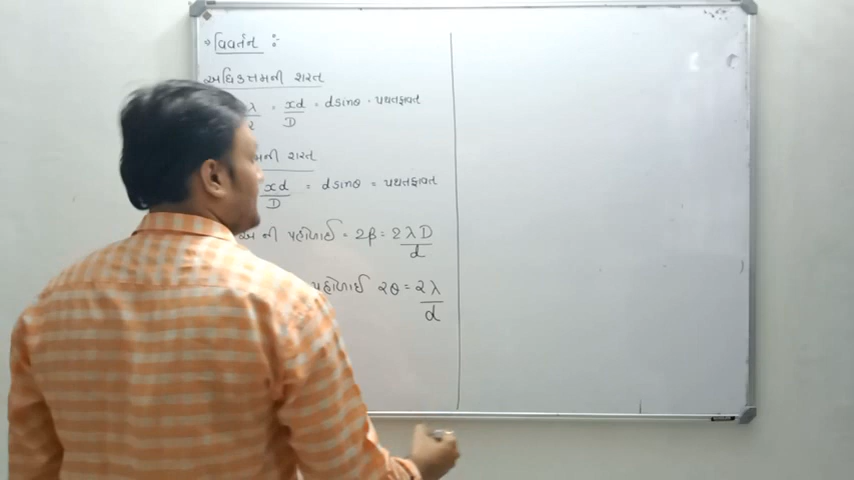 → વિવર્તન :-
અધિકત્તમની શરત
λ/2 = xd/D = dsinθ = પથતફાવત
ની શરત
xd/D = dsinθ = પથતફાવત
ની પહોળાઈ = 2β = 2λD/d
પહોળાઈ 2θ = 2λ/d